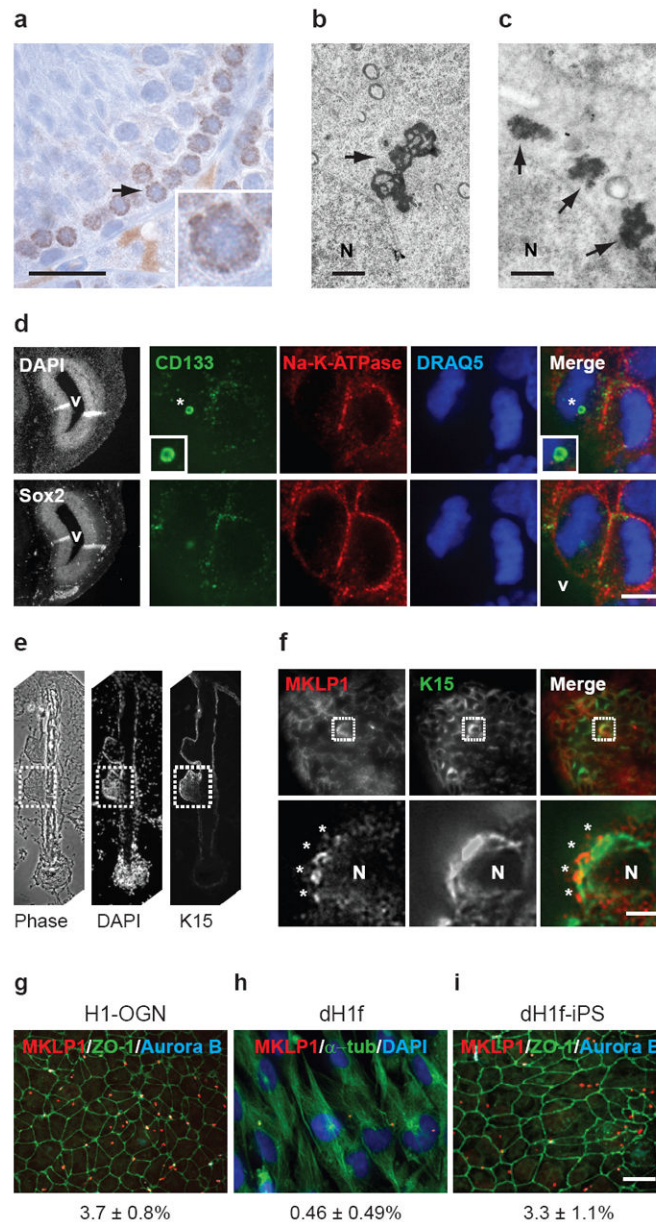 a
b
c
N
N
d
DAPI
v
CD133
*
Na-K-ATPase
DRAQ5
Merge
*
Sox2
v
v
e
Phase
DAPI
K15
f
MKLP1
K15
Merge
* * * *
N
N
* * * *
N
g
H1-OGN
MKLP1/ZO-1/Aurora B
3.7 ± 0.8%
h
dH1f
MKLP1/α-tub/DAPI
0.46 ± 0.49%
i
dH1f-iPS
MKLP1/ZO-1/Aurora B
3.3 ± 1.1%